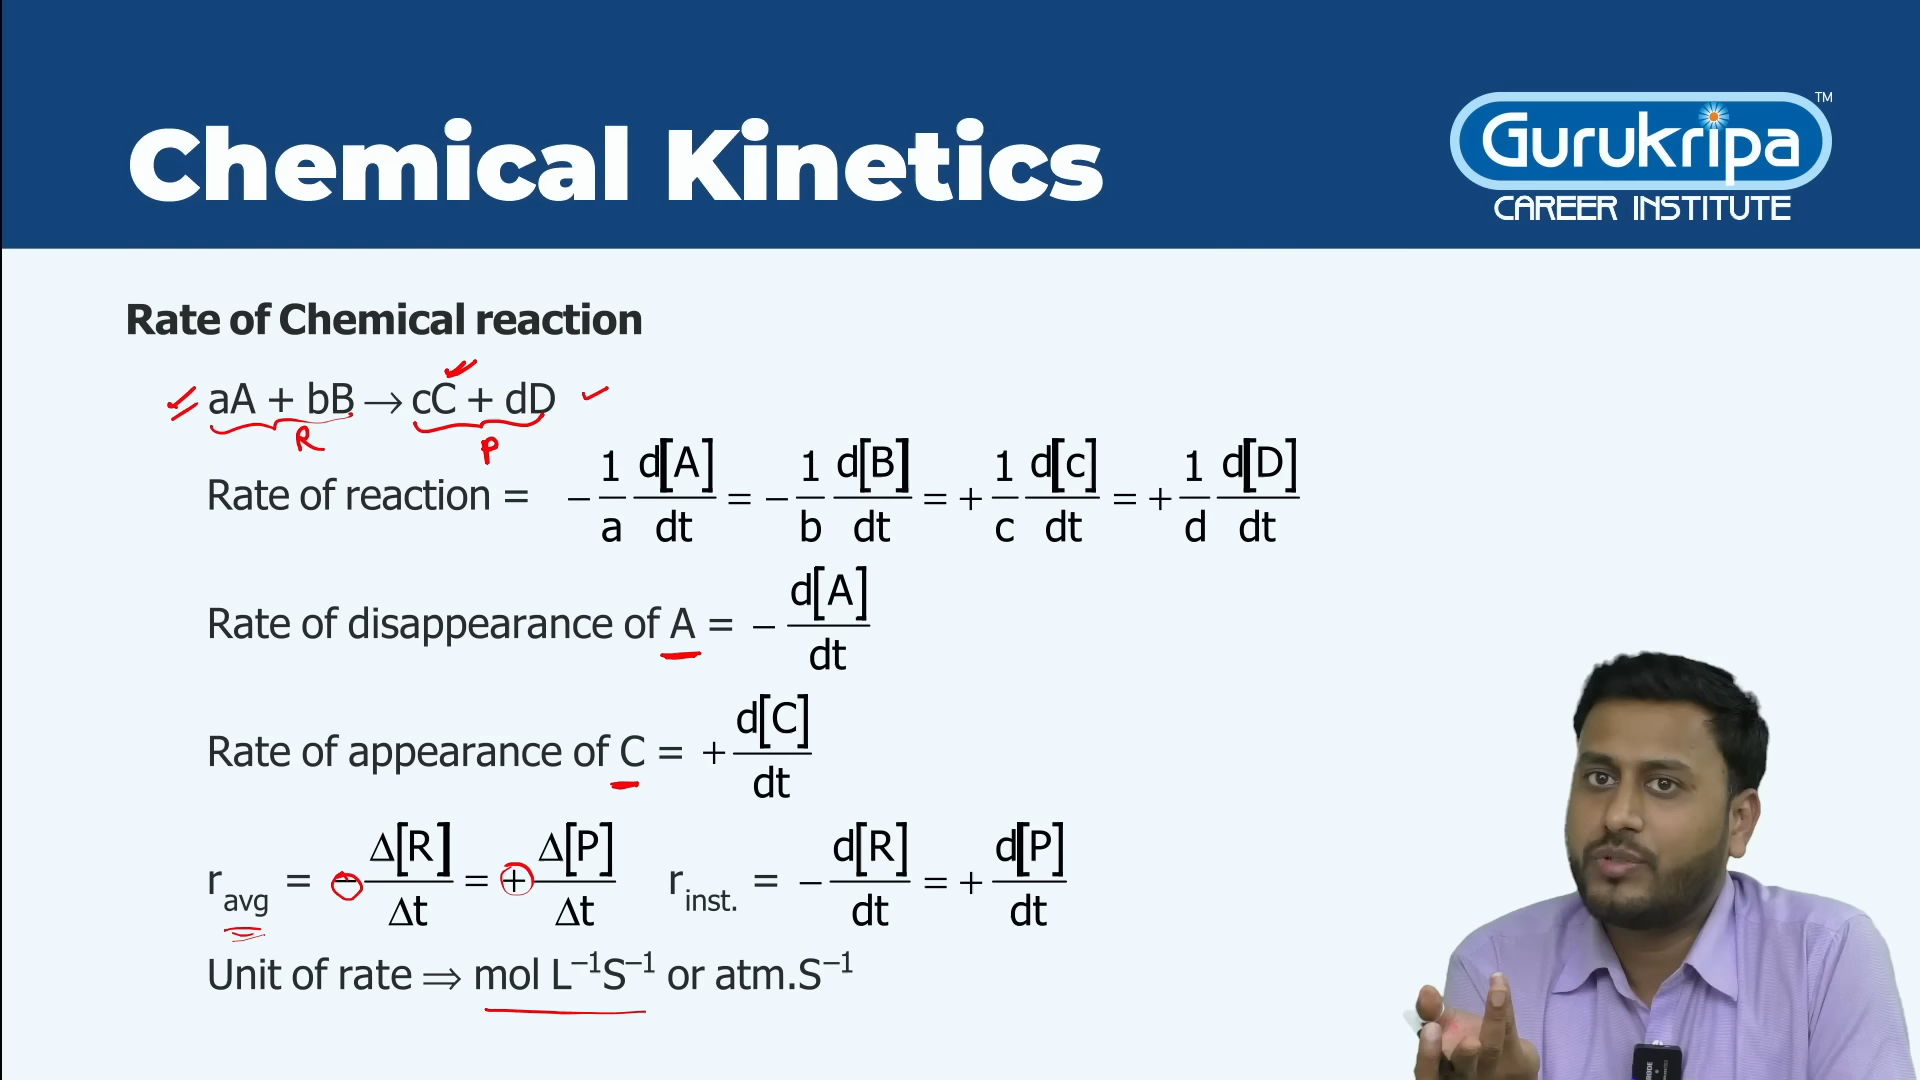 Chemical Kinetics
Gurukripa TM
CAREER INSTITUTE
Rate of Chemical reaction
aA + bB → cC + dD
R P
Rate of reaction = − 1/a d[A]/dt = − 1/b d[B]/dt = + 1/c d[c]/dt = + 1/d d[D]/dt
Rate of disappearance of A = − d[A]/dt
Rate of appearance of C = + d[C]/dt
r_avg = − Δ[R]/Δt = + Δ[P]/Δt r_inst. = − d[R]/dt = + d[P]/dt
Unit of rate ⇒ mol L⁻¹S⁻¹ or atm.S⁻¹